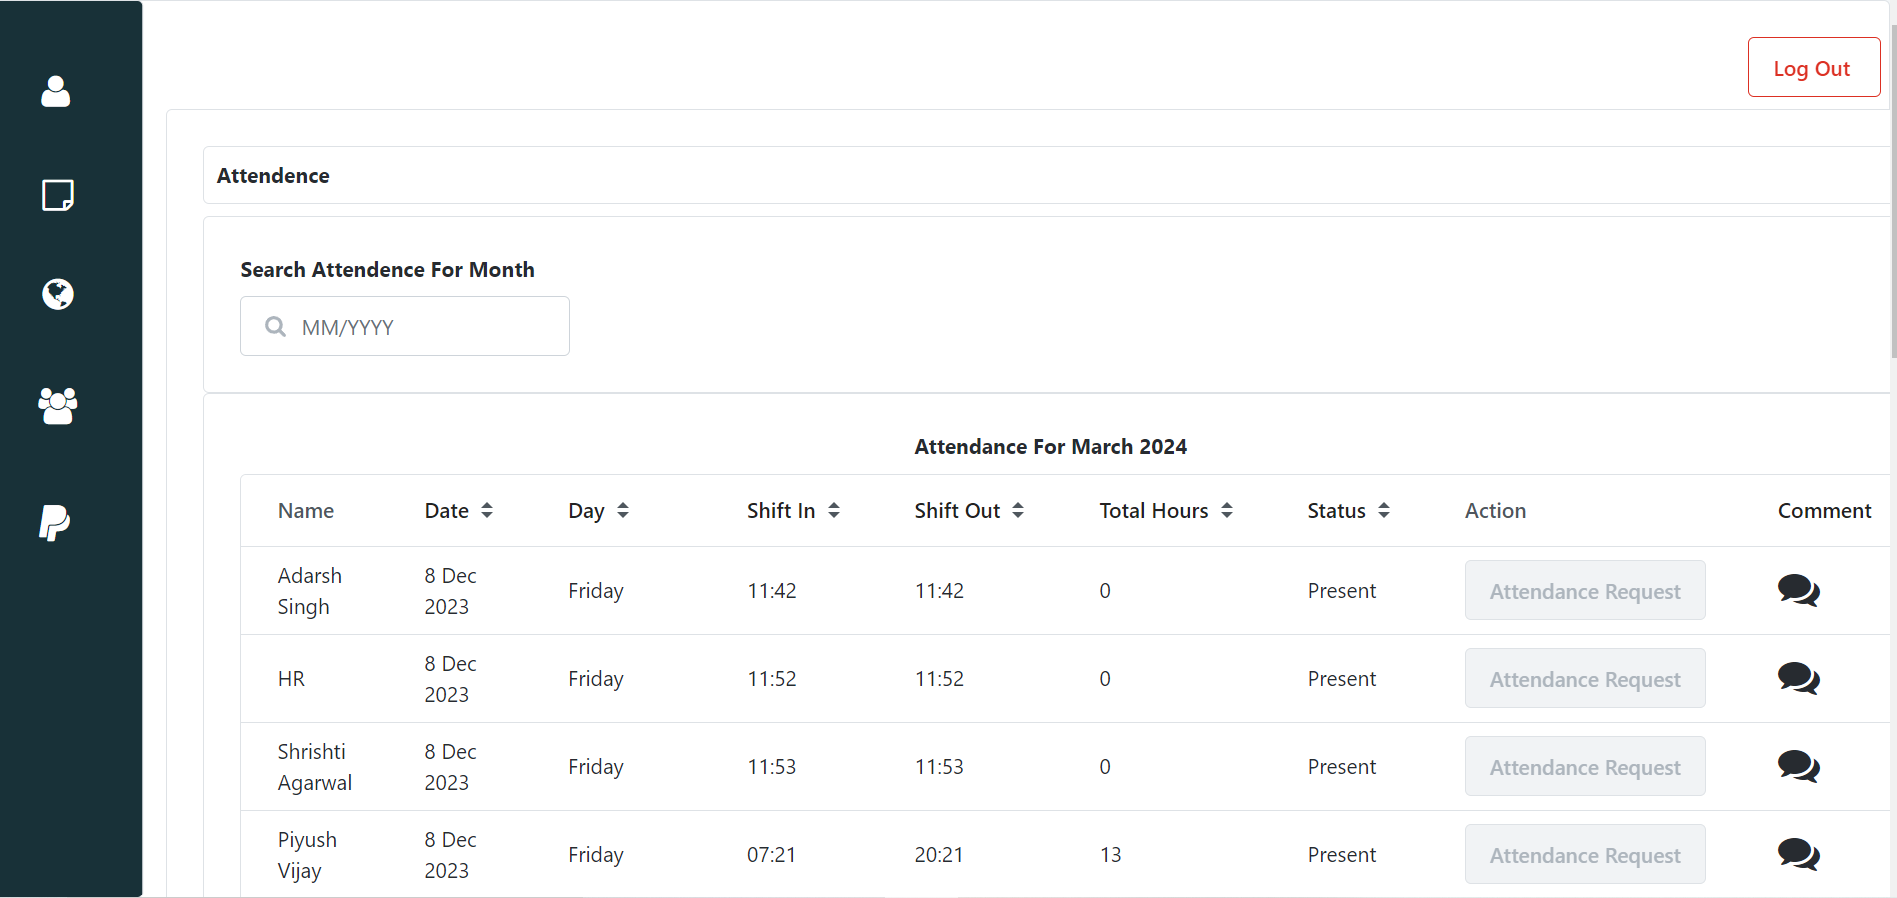 Log Out
Attendence
Search Attendence For Month
MM/YYYY
Attendance For March 2024
Name Date Day Shift In Shift Out Total Hours Status Action Comment
Adarsh Singh 8 Dec 2023 Friday 11:42 11:42 0 Present Attendance Request
HR 8 Dec 2023 Friday 11:52 11:52 0 Present Attendance Request
Shrishti Agarwal 8 Dec 2023 Friday 11:53 11:53 0 Present Attendance Request
Piyush Vijay 8 Dec 2023 Friday 07:21 20:21 13 Present Attendance Request